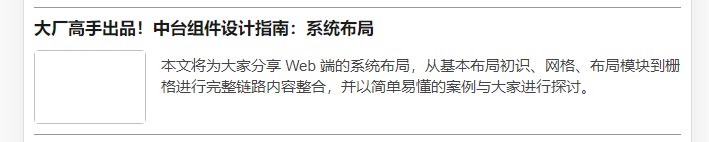 大厂高手出品！中台组件设计指南：系统布局
本文将为大家分享 Web 端的系统布局，从基本布局初识、网格、布局模块到栅
格进行完整链路内容整合，并以简单易懂的案例与大家进行探讨。